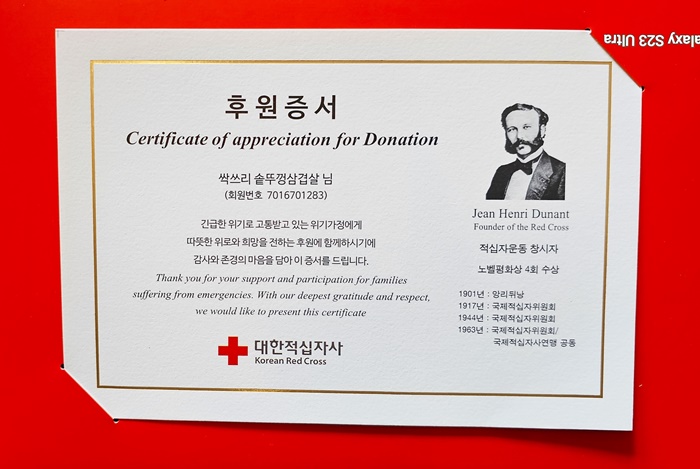 후원증서
Certificate of appreciation for Donation
싹쓰리 솥뚜껑삼겹살 님
(회원번호 7016701283)
긴급한 위기로 고통받고 있는 위기가정에게
따뜻한 위로와 희망을 전하는 후원에 함께하시기에
감사와 존경의 마음을 담아 이 증서를 드립니다.
Thank you for your support and participation for families
suffering from emergencies. With our deepest gratitude and respect,
we would like to present this certificate
대한적십자사
Korean Red Cross
Jean Henri Dunant
Founder of the Red Cross
적십자운동 창시자
노벨평화상 4회 수상
1901년 : 앙리뒤낭
1917년 : 국제적십자위원회
1944년 : 국제적십자위원회
1963년 : 국제적십자위원회/
국제적십자사연맹 공동
alaxy S23 Ultra